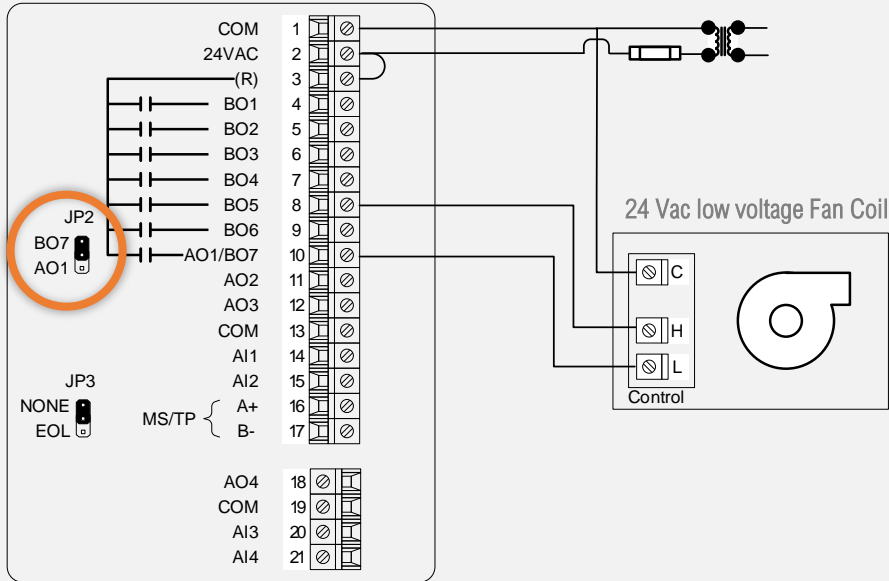 COM 1
24VAC 2
(R) 3
BO1 4
BO2 5
BO3 6
BO4 7
BO5 8
BO6 9
AO1/BO7 10
AO2 11
AO3 12
COM 13
AI1 14
AI2 15
A+ 16
MS/TP
B- 17
AO4 18
COM 19
AI3 20
AI4 21
JP2
BO7
AO1
JP3
NONE
EOL
24 Vac low voltage Fan Coil
C
H
L
Control